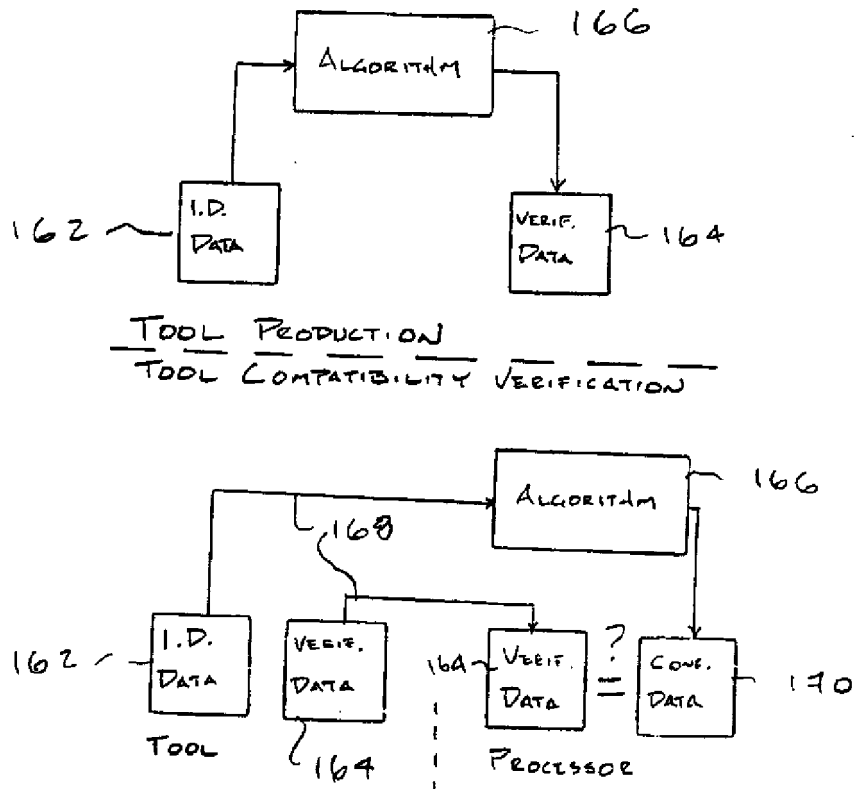 166
ALGORITHM
I.D.
DATA
162
VERIF.
DATA
164
TOOL PRODUCTION
TOOL COMPATIBILITY VERIFICATION
ALGORITHM
166
168
I.D.
DATA
162
VERIF.
DATA
164
VERIF.
DATA
?
=
CONF.
DATA
170
TOOL
164
PROCESSOR